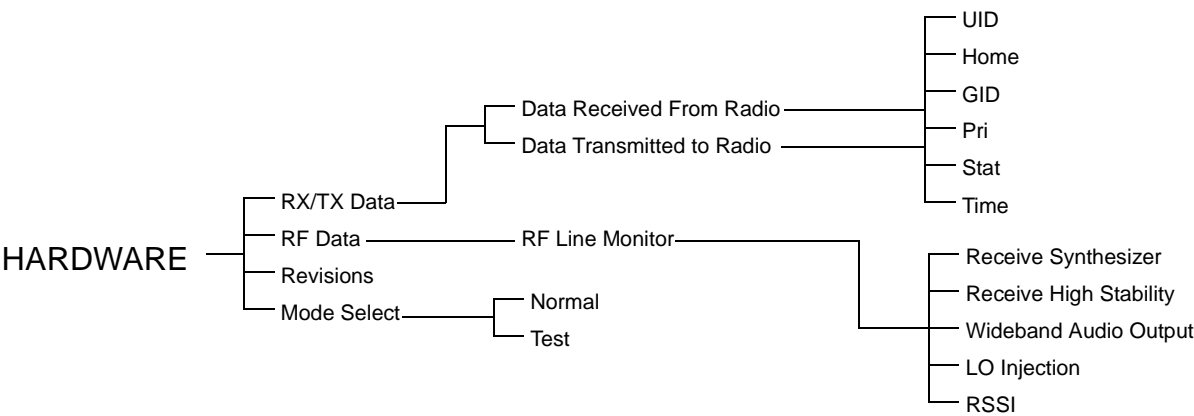 HARDWARE
RX/TX Data
RF Data
Revisions
Mode Select
Data Received From Radio
Data Transmitted to Radio
RF Line Monitor
Normal
Test
UID
Home
GID
Pri
Stat
Time
Receive Synthesizer
Receive High Stability
Wideband Audio Output
LO Injection
RSSI